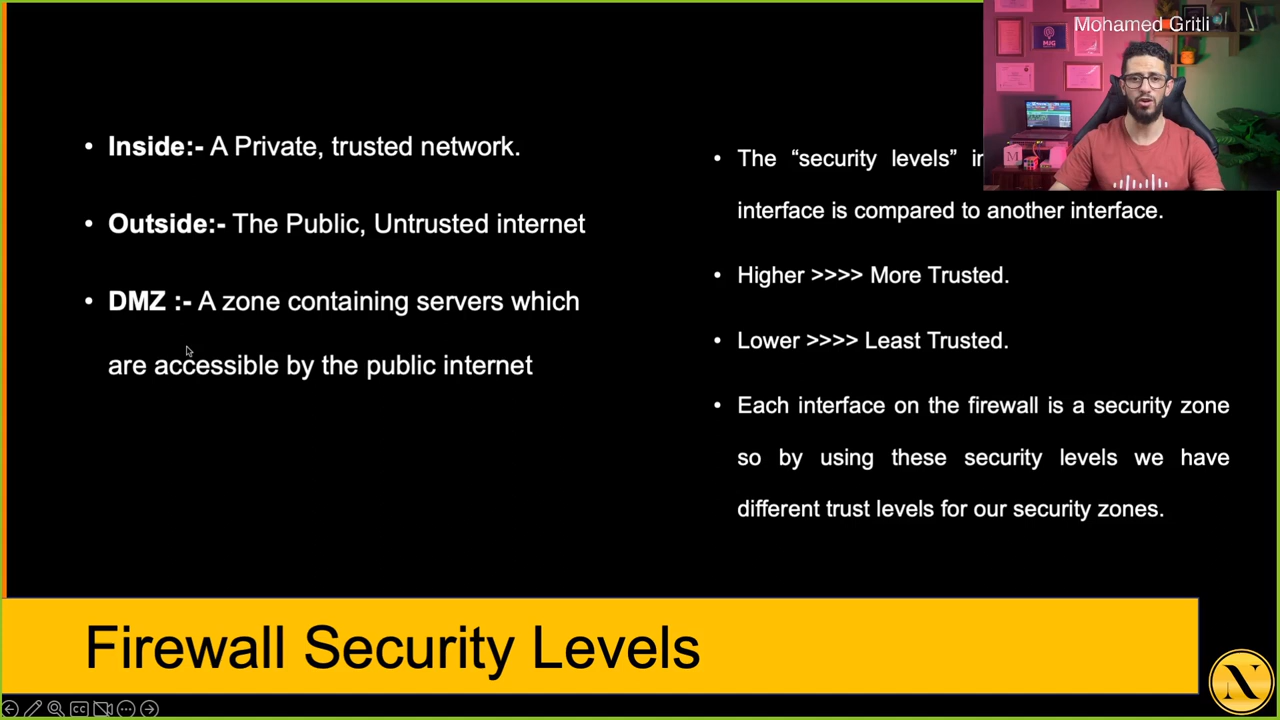 Mohamed Gritli
MJG
M
• Inside:- A Private, trusted network.
• Outside:- The Public, Untrusted internet
• DMZ :- A zone containing servers which
are accessible by the public internet
• The “security levels”
interface is compared to another interface.
• Higher >>>> More Trusted.
• Lower >>>> Least Trusted.
• Each interface on the firewall is a security zone
so by using these security levels we have
different trust levels for our security zones.
Firewall Security Levels
N
CC